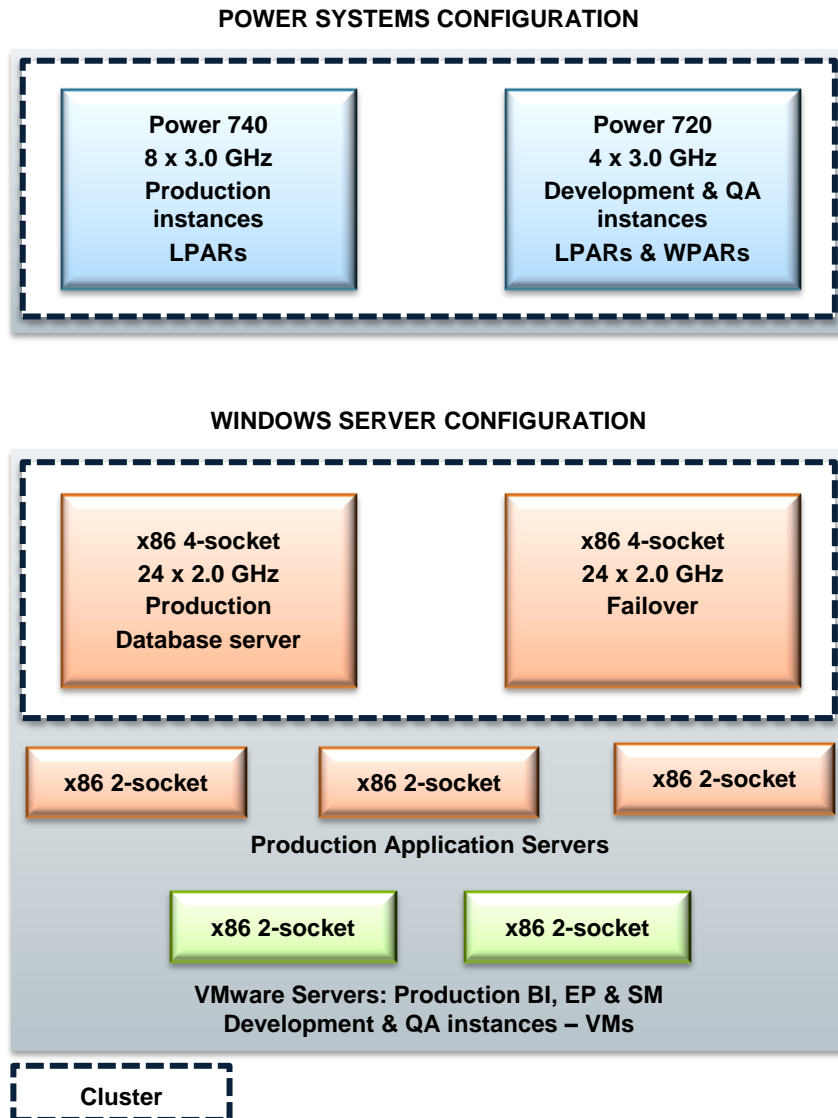 POWER SYSTEMS CONFIGURATION
Power 740
8 x 3.0 GHz
Production
instances
LPARs
Power 720
4 x 3.0 GHz
Development & QA
instances
LPARs & WPARs
WINDOWS SERVER CONFIGURATION
x86 4-socket
24 x 2.0 GHz
Production
Database server
x86 4-socket
24 x 2.0 GHz
Failover
x86 2-socket
x86 2-socket
x86 2-socket
Production Application Servers
x86 2-socket
x86 2-socket
VMware Servers: Production BI, EP & SM
Development & QA instances – VMs
Cluster